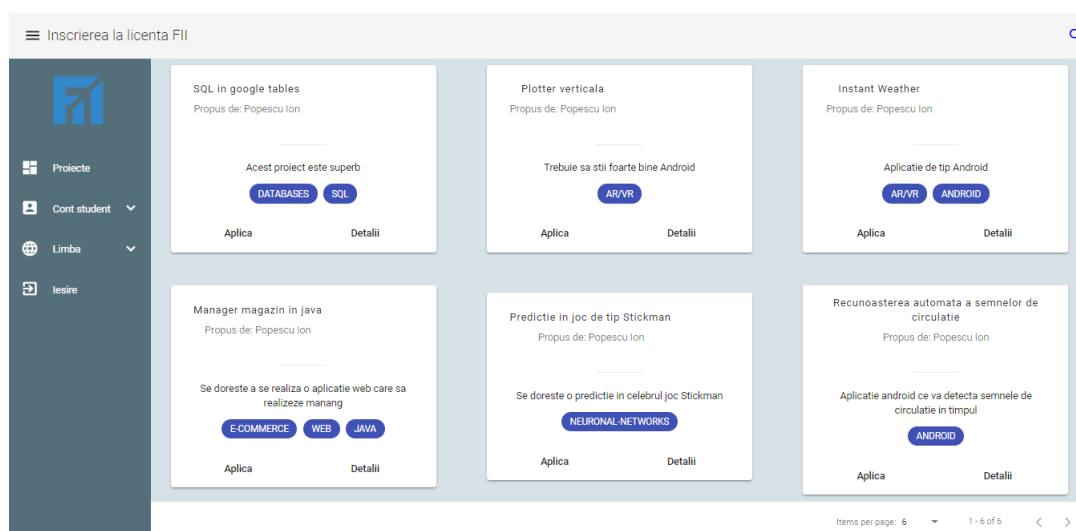 Inscrierea la licenta FII
Proiecte
Cont student
Limba
Iesire
SQL in google tables
Propus de: Popescu Ion
Acest proiect este superb
DATABASES SQL
Aplica Detalii
Plotter verticala
Propus de: Popescu Ion
Trebuie sa stii foarte bine Android
AR/VR
Aplica Detalii
Instant Weather
Propus de: Popescu Ion
Aplicatie de tip Android
AR/VR ANDROID
Aplica Detalii
Manager magazin in java
Propus de: Popescu Ion
Se doreste a se realiza o aplicatie web care sa
realizeze manang
E-COMMERCE WEB JAVA
Aplica Detalii
Predictie in joc de tip Stickman
Propus de: Popescu Ion
Se doreste o predictie in celebrul joc Stickman
NEURONAL-NETWORKS
Aplica Detalii
Recunoasterea automata a semnelor de
circulatie
Propus de: Popescu Ion
Aplicatie android ce va detecta semnele de
circulatie in timpul
ANDROID
Aplica Detalii
Items per page: 6 1 - 6 of 6